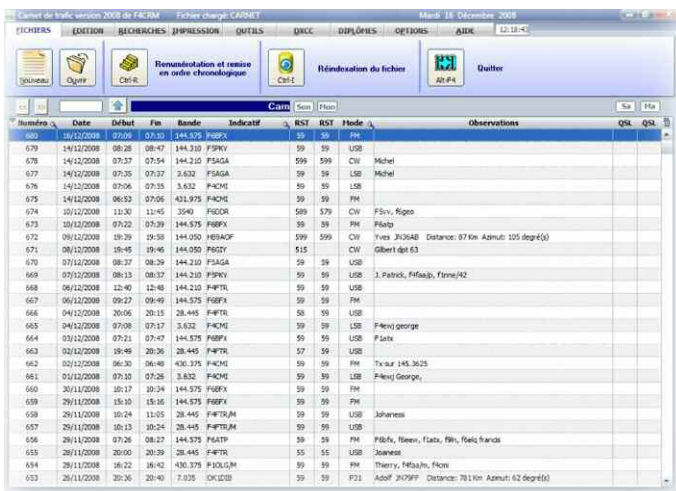 Carnet de trafic version 2008 de F4CRM Fichier chargé: CARNET Mardi 16 Décembre 2008
FICHIERS EDITION RECHERCHES IMPRESSION OUTILS DXCC DIPLÔMES OPTIONS AIDE 12:18:43
Nouveau Ouvrir Ctrl-R Renumérotation et remise en ordre chronologique Ctrl-I Réindexation du fichier Alt-F4 Quitter
Carn Son Mon Sa Ma
Numéro Date Début Fin Bande Indicatif RST RST Mode Observations QSL QSL
680 16/12/2008 07:09 07:10 144.575 F6BFX 59 59 FM
679 14/12/2008 08:28 08:47 144.310 F5PKV 59 59 USB
678 14/12/2008 07:37 07:54 144.210 F5AGA 599 599 CW Michel
677 14/12/2008 07:35 07:37 3.632 F5AGA 59 59 LSB Michel
676 14/12/2008 07:06 07:35 3.632 F4CMI 59 59 LSB
675 14/12/2008 06:53 07:06 431.975 F4CMI 59 59 FM
674 10/12/2008 11:30 11:45 3540 F6DDR 589 579 CW F5vv, f6geo
673 10/12/2008 07:22 07:39 144.575 F6BFX 59 59 FM F6atp
672 09/12/2008 19:39 19:58 144.050 HB9AOF 599 599 CW Yves JN36AB Distance: 87 Km Azimut: 105 degré(s)
671 08/12/2008 19:45 19:46 144.050 F6GIY 515 CW Gilbert dpt 63
670 07/12/2008 08:37 08:39 144.210 F5AGA 59 59 USB
669 07/12/2008 08:13 08:37 144.210 F5PKV 59 59 USB J. Patrick, f4faa/p, f1nne/42
668 06/12/2008 12:40 12:48 144.210 F4FTR 59 59 USB
667 06/12/2008 09:27 09:49 144.575 F6BFX 59 59 FM
666 04/12/2008 20:06 20:15 28.445 F4FTR 58 59 USB
665 04/12/2008 07:08 07:17 3.632 F4CMI 59 59 LSB F4ewj george
664 03/12/2008 07:21 07:47 144.575 F6BFX 59 59 FM F1atx
663 02/12/2008 19:49 20:36 28.445 F4FTR 57 59 USB
662 02/12/2008 06:30 06:48 430.375 F4CMI 59 59 FM Tx sur 145.3625
661 01/12/2008 07:10 07:26 3.632 F4CMI 59 59 LSB F4ewj George,
660 30/11/2008 10:17 10:34 144.575 F6BFX 59 59 FM
659 29/11/2008 15:10 15:16 144.575 F6BFX 59 59 FM
658 29/11/2008 10:24 11:05 28.445 F4FTR/M 59 59 USB Johaness
657 29/11/2008 10:13 10:24 28.445 F4FTR/M 59 59 USB
656 29/11/2008 07:26 08:27 144.575 F6ATP 59 59 FM
655 28/11/2008 20:00 20:39 28.445 F4FTR 55 55 USB Joaness
654 28/11/2008 16:22 16:42 430.375 F1OLG/M 59 59 FM Thierry, f4faa/m, f4cmi
653 26/11/2008 20:36 20:40 7.035 OK1DIB 59 59 P31 Adolf JN79FF Distance: 781 Km Azimut: 62 degré(s)